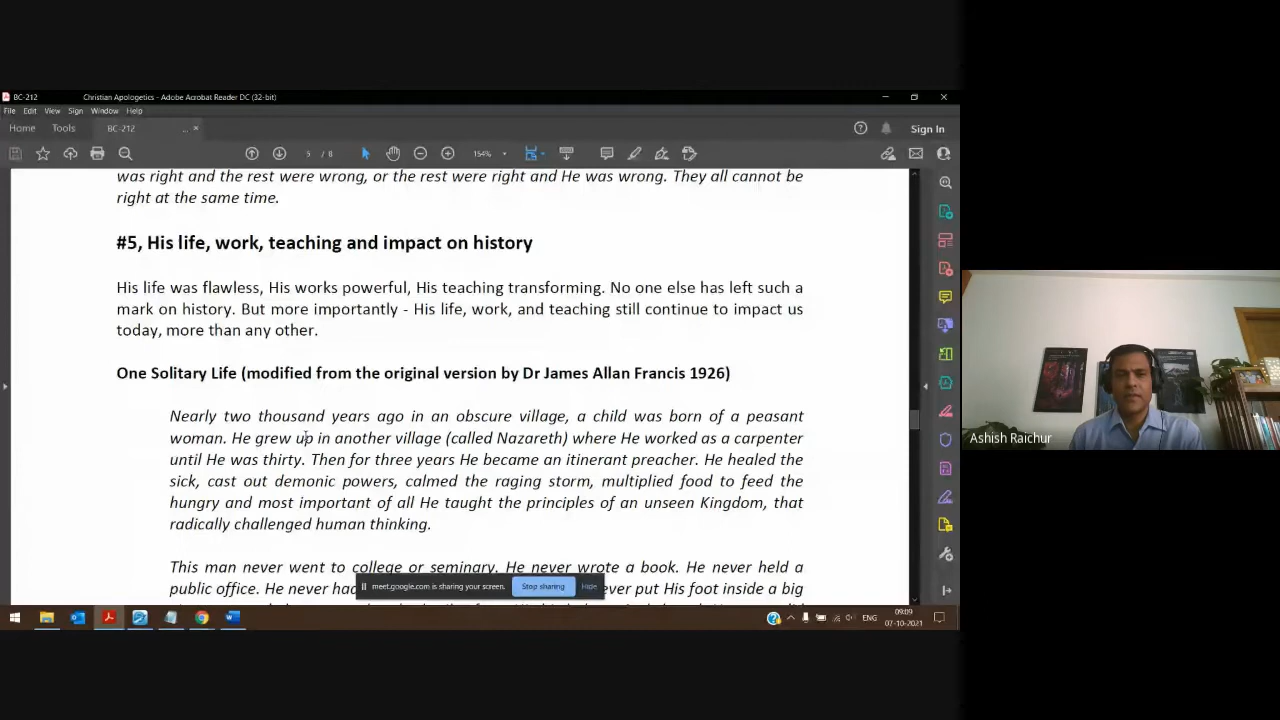 BC-212 Christian Apologetics - Adobe Acrobat Reader DC (32-bit)
File Edit View Sign Window Help
Home Tools BC-212 ... × Sign In
5 / 8 154%
was right and the rest were wrong, or the rest were right and He was wrong. They all cannot be
right at the same time.
#5, His life, work, teaching and impact on history
His life was flawless, His works powerful, His teaching transforming. No one else has left such a
mark on history. But more importantly - His life, work, and teaching still continue to impact us
today, more than any other.
One Solitary Life (modified from the original version by Dr James Allan Francis 1926)
Nearly two thousand years ago in an obscure village, a child was born of a peasant
woman. He grew up in another village (called Nazareth) where He worked as a carpenter
until He was thirty. Then for three years He became an itinerant preacher. He healed the
sick, cast out demonic powers, calmed the raging storm, multiplied food to feed the
hungry and most important of all He taught the principles of an unseen Kingdom, that
radically challenged human thinking.
This man never went to college or seminary. He never wrote a book. He never held a
public office. He never had ever put His foot inside a big
meet.google.com is sharing your screen. Stop sharing Hide
Ashish Raichur
ENG
09:09
07-10-2021